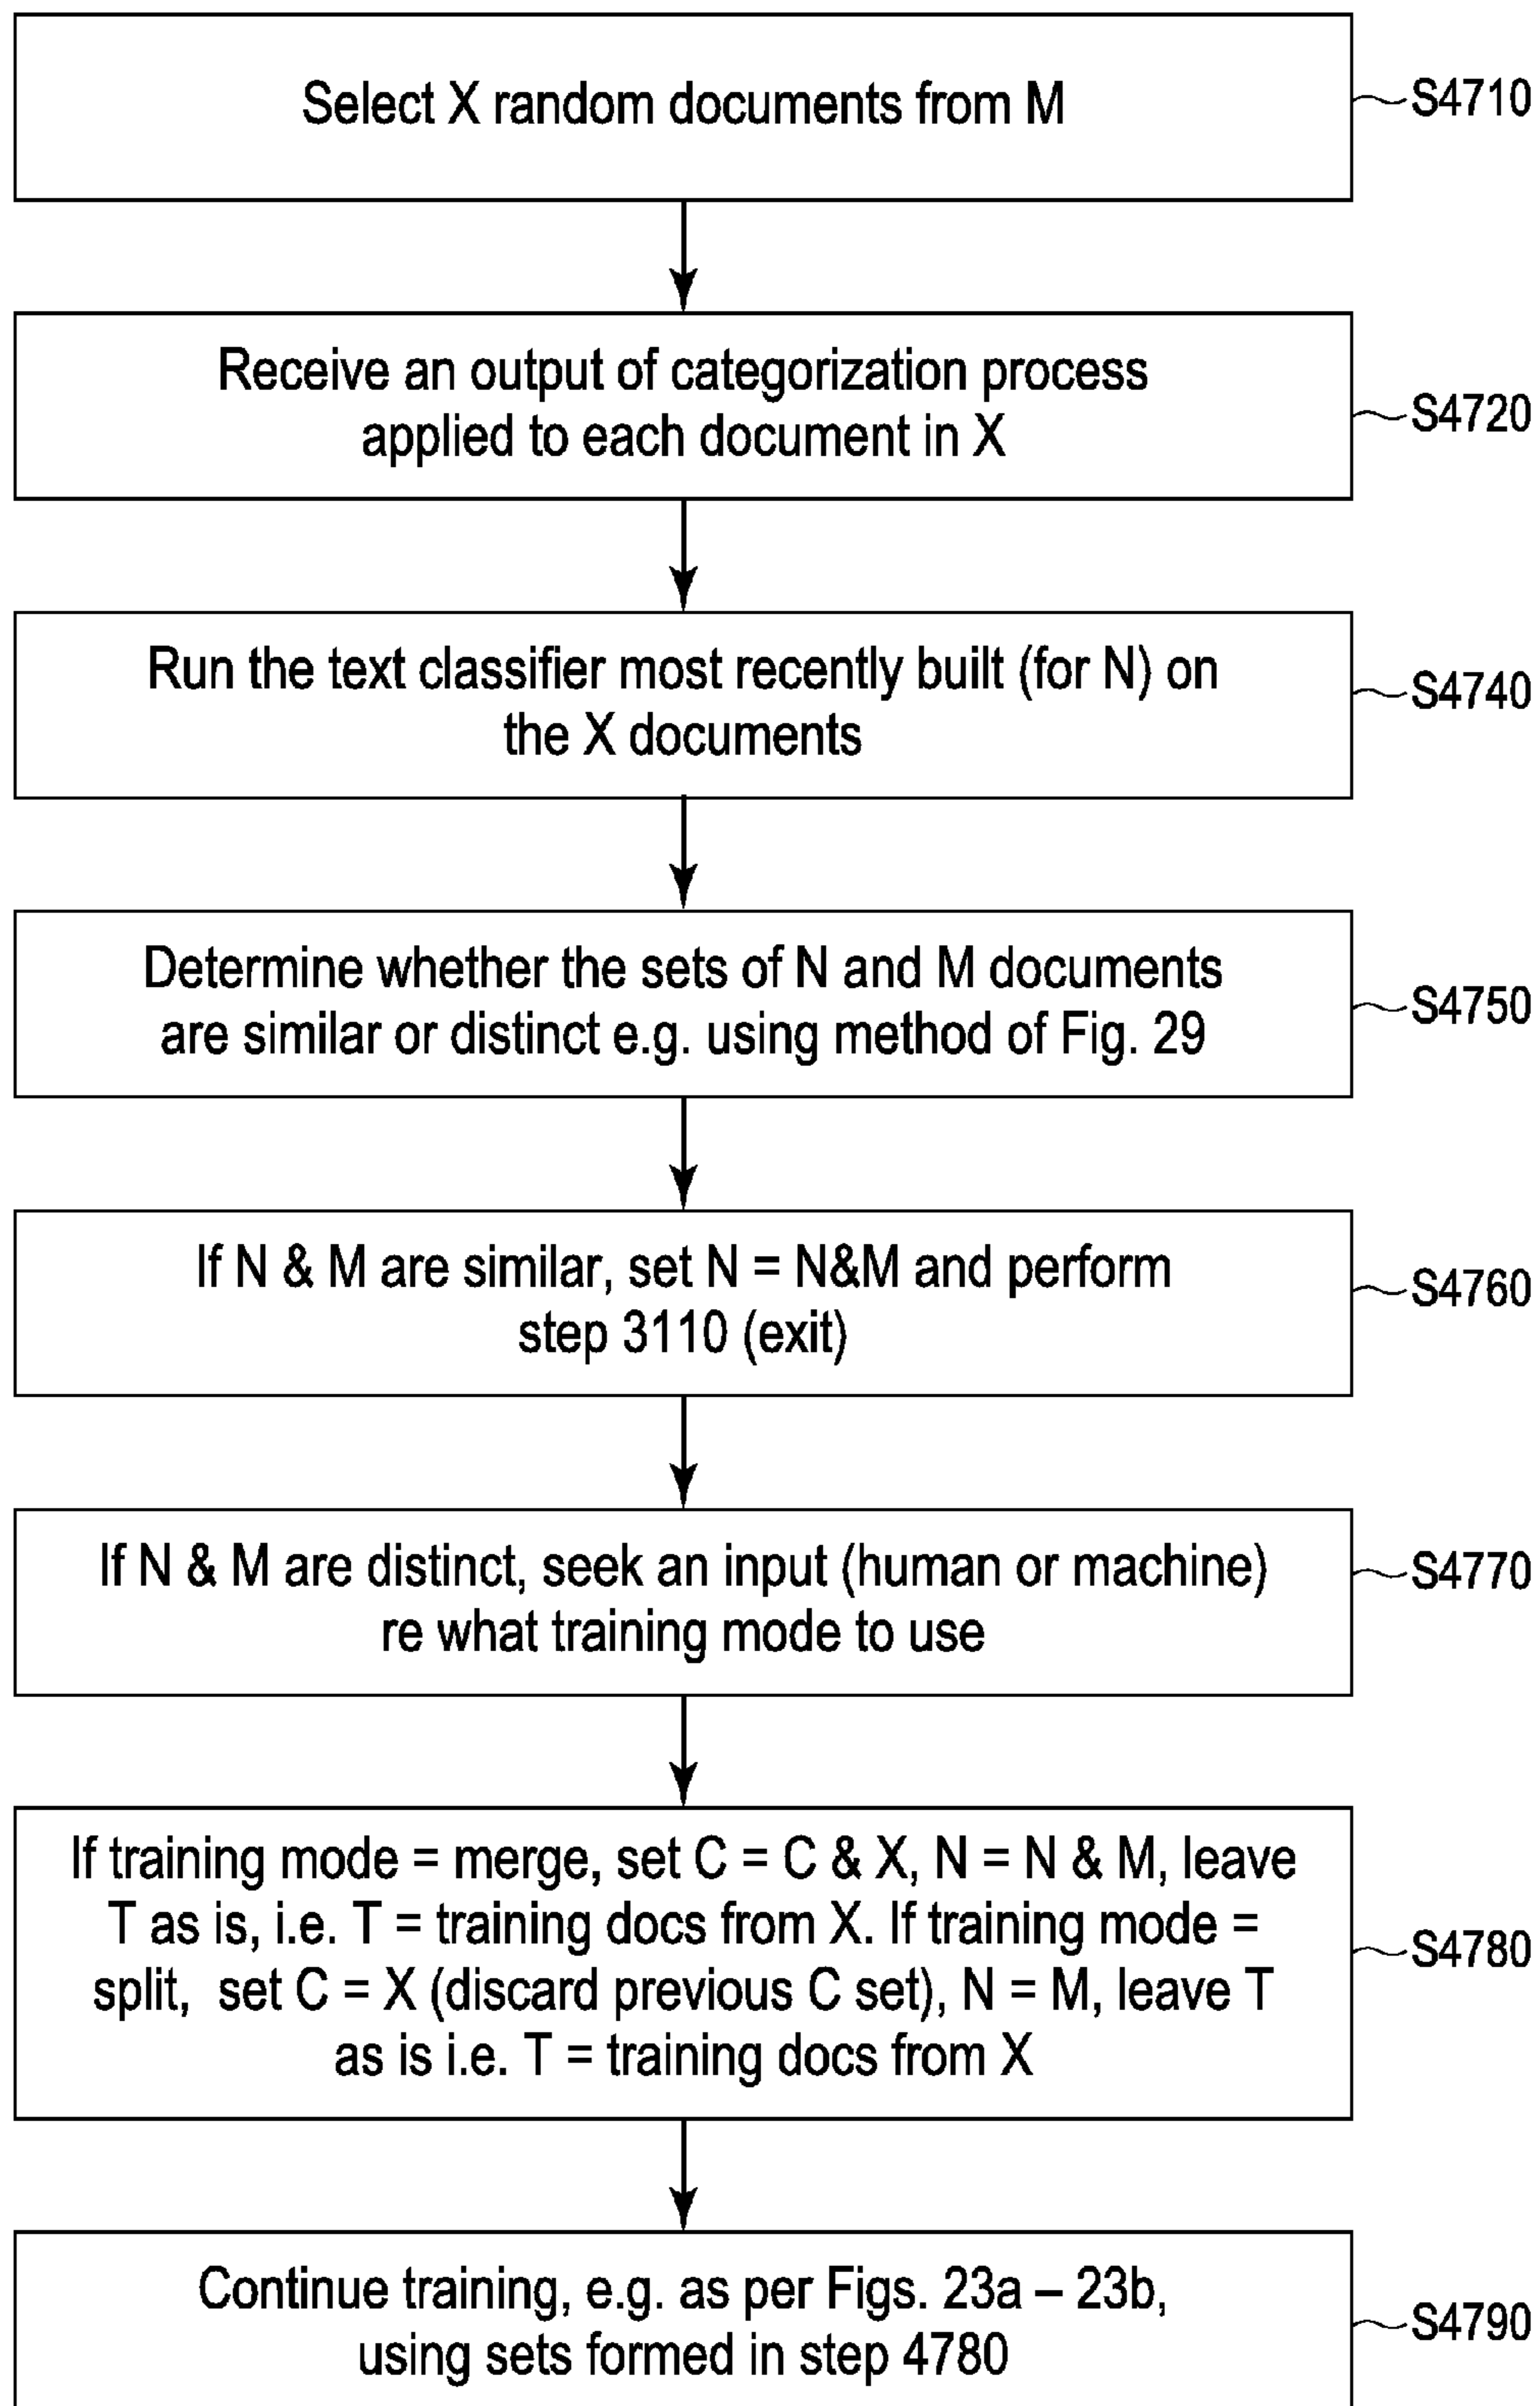 Select X random documents from M
S4710
Receive an output of categorization process
applied to each document in X
S4720
Run the text classifier most recently built (for N) on
the X documents
S4740
Determine whether the sets of N and M documents
are similar or distinct e.g. using method of Fig. 29
S4750
If N & M are similar, set N = N&M and perform
step 3110 (exit)
S4760
If N & M are distinct, seek an input (human or machine)
re what training mode to use
S4770
If training mode = merge, set C = C & X, N = N & M, leave
T as is, i.e. T = training docs from X. If training mode =
split, set C = X (discard previous C set), N = M, leave T
as is i.e. T = training docs from X
S4780
Continue training, e.g. as per Figs. 23a – 23b,
using sets formed in step 4780
S4790